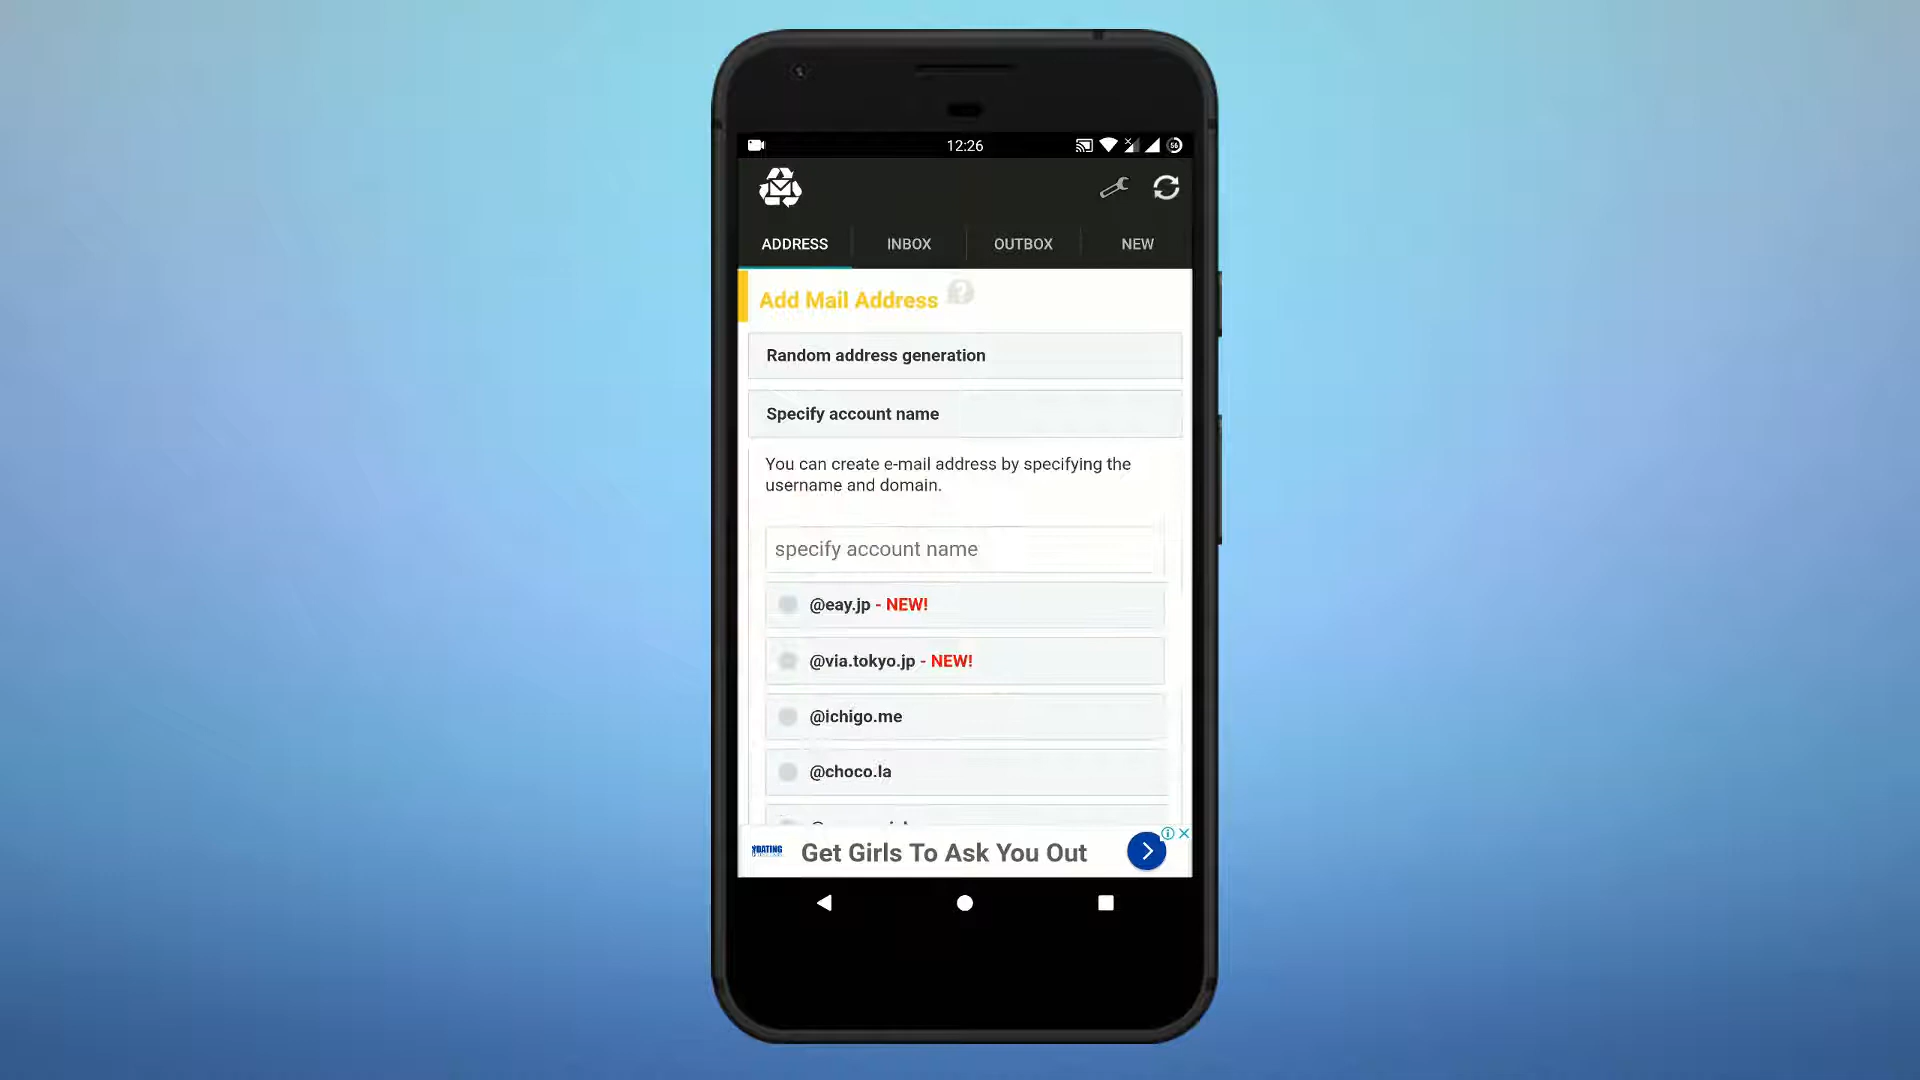 12:26
56
ADDRESS
INBOX
OUTBOX
NEW
Add Mail Address
Random address generation
Specify account name
You can create e-mail address by specifying the
username and domain.
specify account name
@eay.jp - NEW!
@via.tokyo.jp - NEW!
@ichigo.me
@choco.la
DATING
Get Girls To Ask You Out